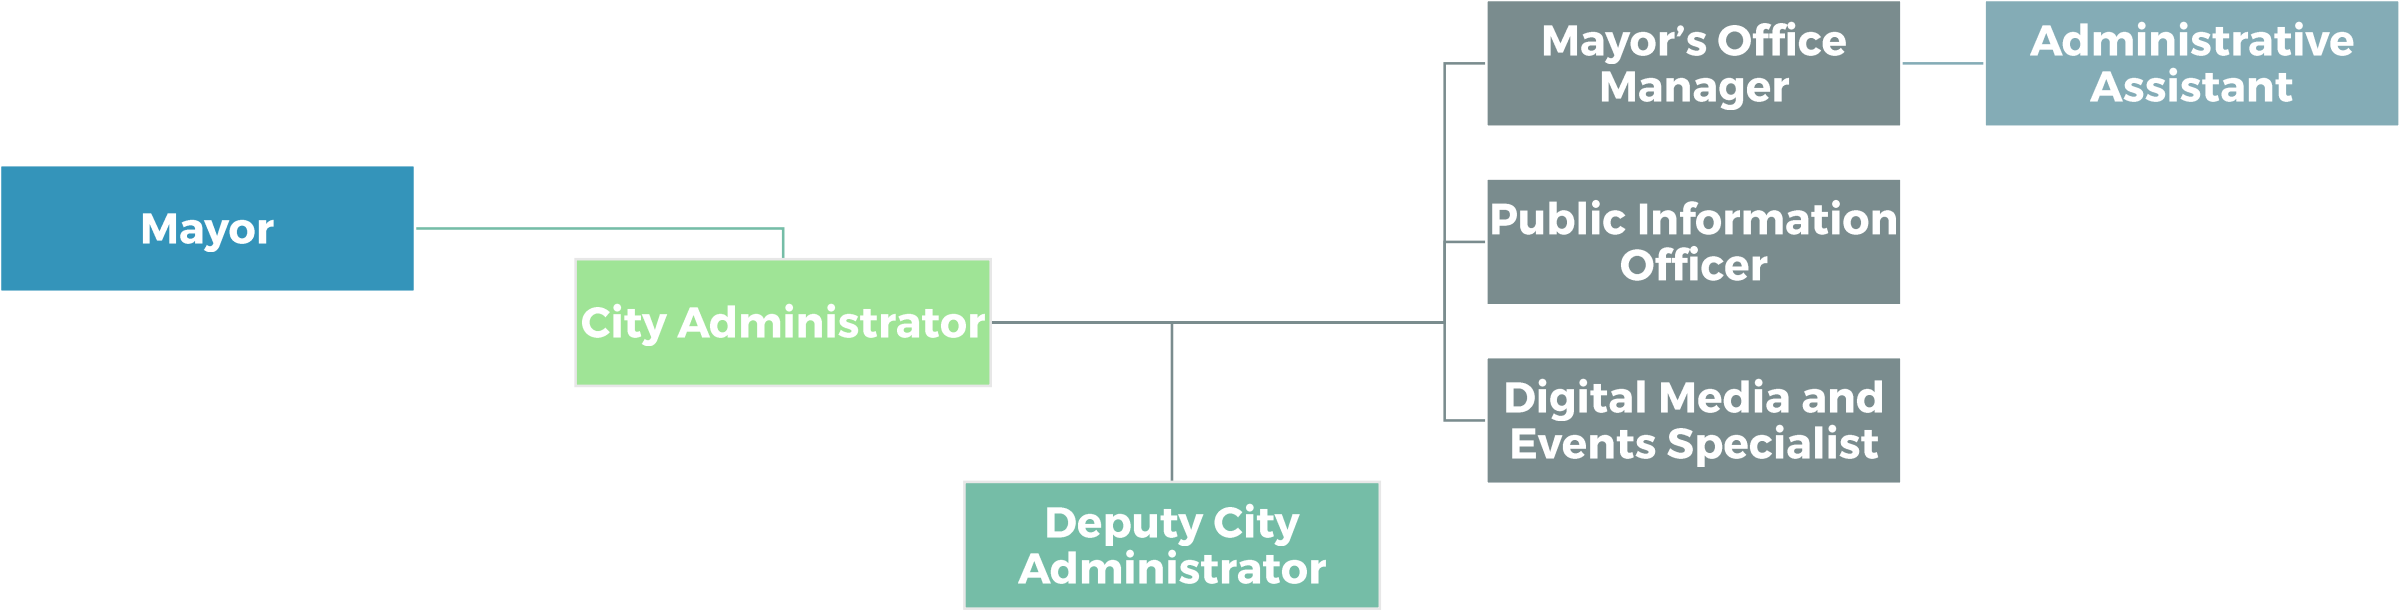 Mayor
City Administrator
Deputy City
Administrator
Mayor’s Office
Manager
Public Information
Officer
Digital Media and
Events Specialist
Administrative
Assistant